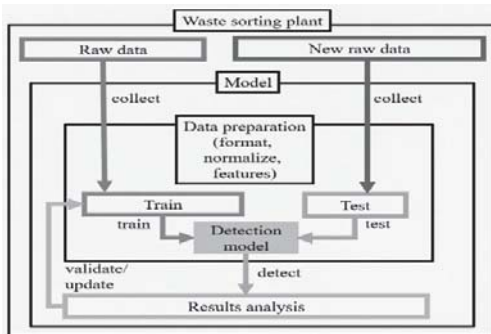 Waste sorting plant
Raw data
New raw data
Model
collect
collect
Data preparation
(format,
normalize,
features)
Train
Test
train
Detection
model
test
validate/
update
detect
Results analysis